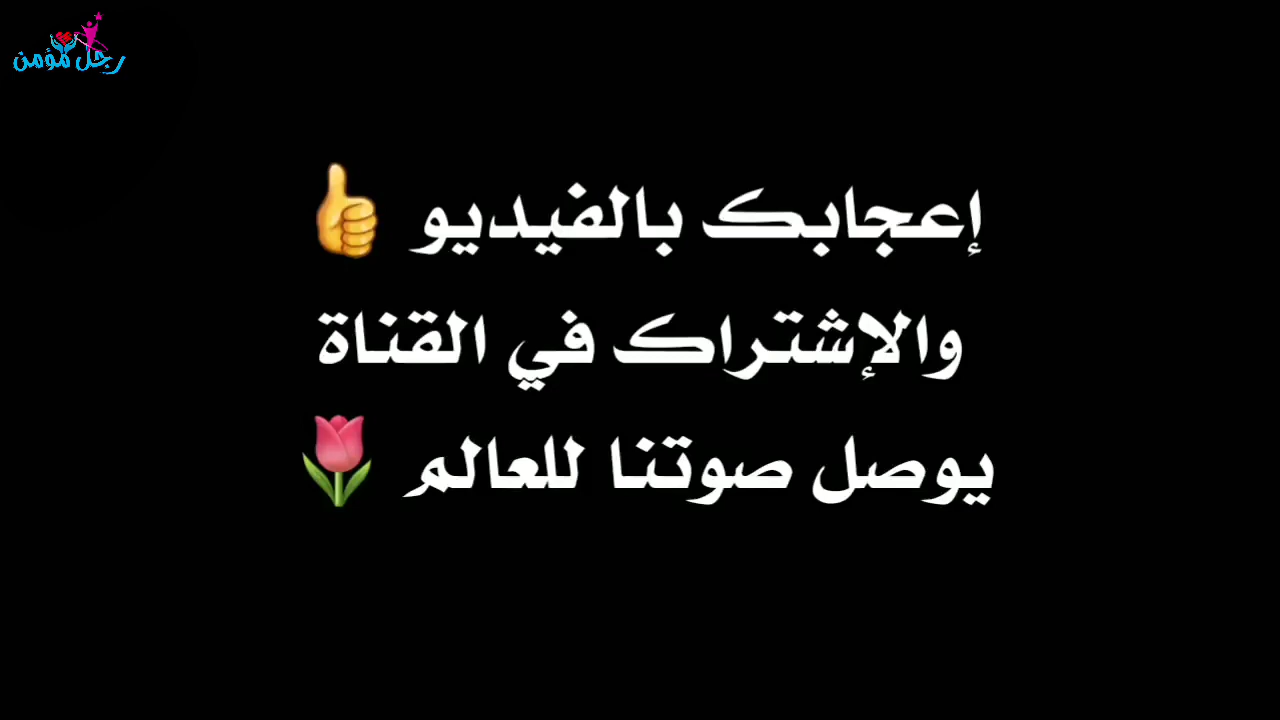 رجل مؤمن
إعجابك بالفيديو 👍
والإشتراك في القناة
يوصل صوتنا للعالم 🌷